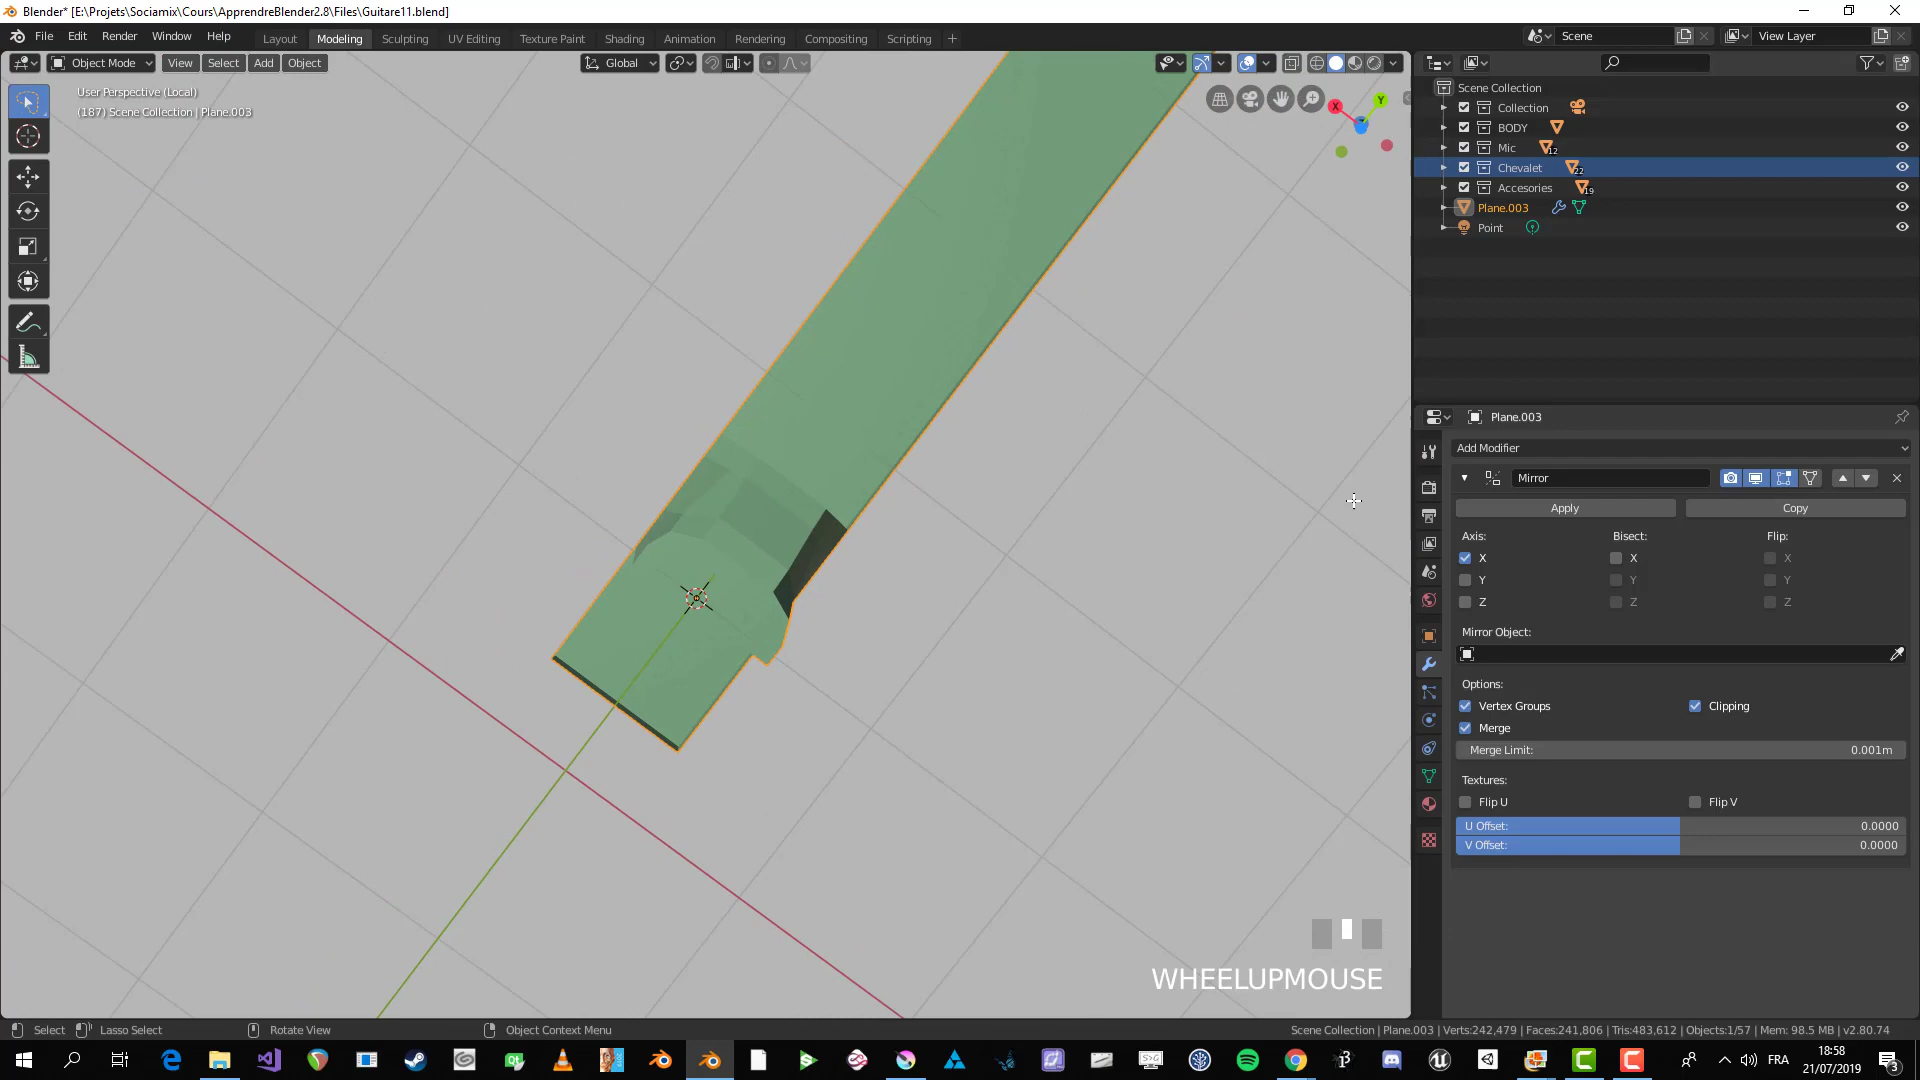 Blender* [E:\Projets\Sociamix\Cours\ApprendreBlender2.8\Files\Guitare11.blend]
File Edit Render Window Help Layout Modeling Sculpting UV Editing Texture Paint Shading Animation Rendering Compositing Scripting Scene View Layer
Object Mode View Select Add Object Global
User Perspective (Local)
(187) Scene Collection | Plane.003
X Y
Scene Collection
Collection
BODY
Mic 12
Chevalet 22
Accesories 19
Plane.003
Point
Plane.003
Add Modifier
Mirror
Apply Copy
Axis: Bisect: Flip:
X X X
Y Y Y
Z Z Z
Mirror Object:
Options:
Vertex Groups Clipping
Merge
Merge Limit: 0.001m
Textures:
Flip U Flip V
U Offset: 0.0000
V Offset: 0.0000
WHEELUPMOUSE
Select Lasso Select Rotate View Object Context Menu Scene Collection | Plane.003 | Verts:242,479 | Faces:241,806 | Tris:483,612 | Objects:1/57 | Mem: 98.5 MB | v2.80.74
FRA
18:58
21/07/2019
3